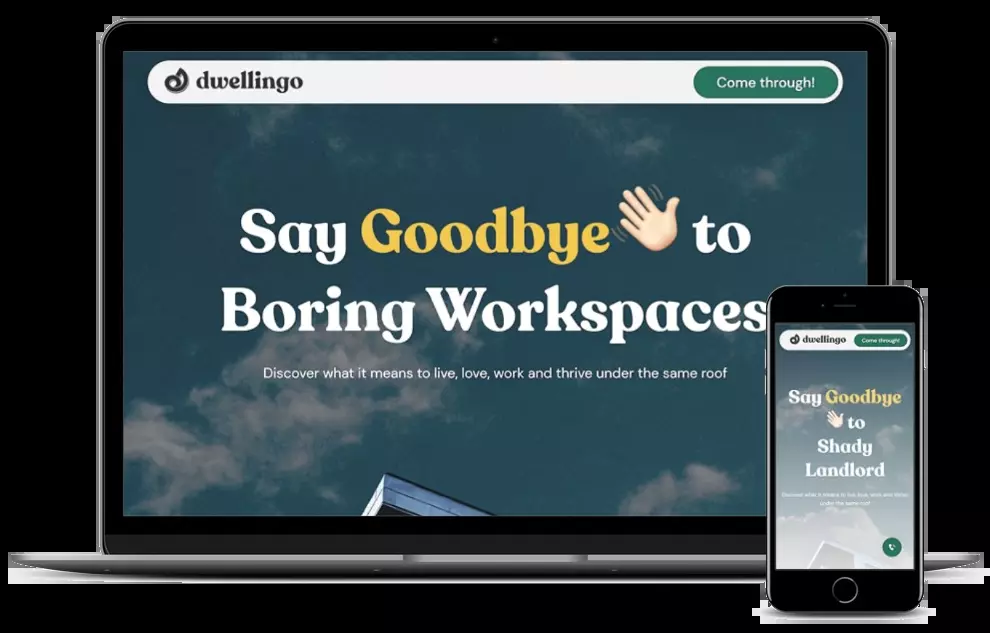 dwellingo
Come through!
Say Goodbye👋🏻 to
Boring Workspaces
Discover what it means to live, love, work and thrive under the same roof
dwellingo
Come through!
Say Goodbye
👋🏻 to
Shady
Landlord
Discover what it means to live, love, work and thrive
under the same roof